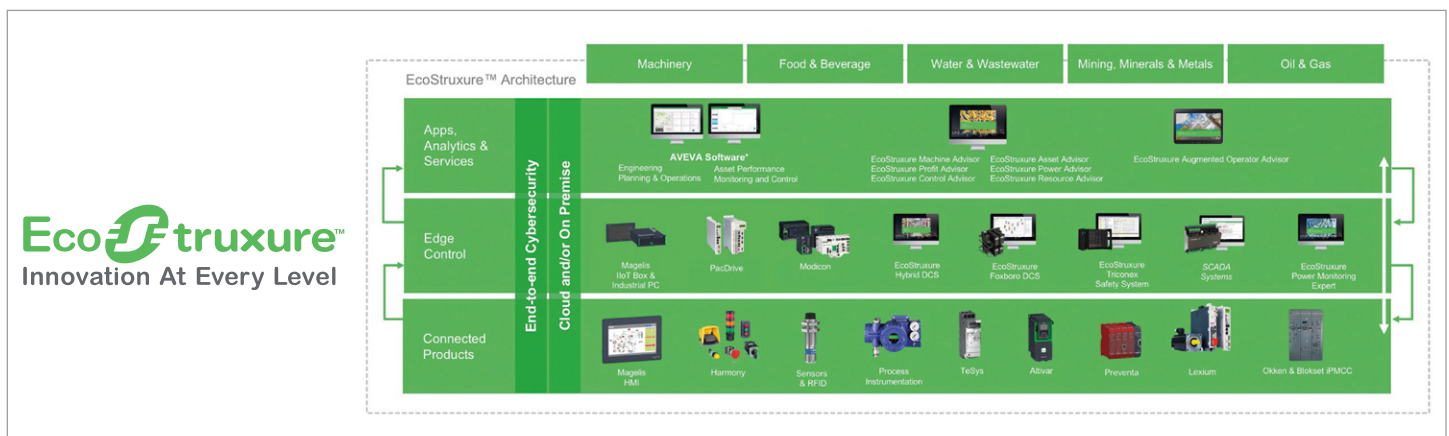 EcoStruxure™
Innovation At Every Level
EcoStruxure™ Architecture
Machinery
Food & Beverage
Water & Wastewater
Mining, Minerals & Metals
Oil & Gas
Apps,
Analytics &
Services
End-to-end Cybersecurity
Cloud and/or On Premise
AVEVA Software*
Engineering
Planning & Operations
Asset Performance
Monitoring and Control
EcoStruxure Machine Advisor
EcoStruxure Profit Advisor
EcoStruxure Control Advisor
EcoStruxure Asset Advisor
EcoStruxure Power Advisor
EcoStruxure Resource Advisor
EcoStruxure Augmented Operator Advisor
Edge
Control
Magelis
IIoT Box &
Industrial PC
PacDrive
Modicon
EcoStruxure
Hybrid DCS
EcoStruxure
Foxboro DCS
EcoStruxure
Triconex
Safety System
SCADA
Systems
EcoStruxure
Power Monitoring
Expert
Connected
Products
Magelis
HMI
Harmony
Sensors
& RFID
Process
Instrumentation
TeSys
Altivar
Preventa
Lexium
Okken & Blokset iPMCC